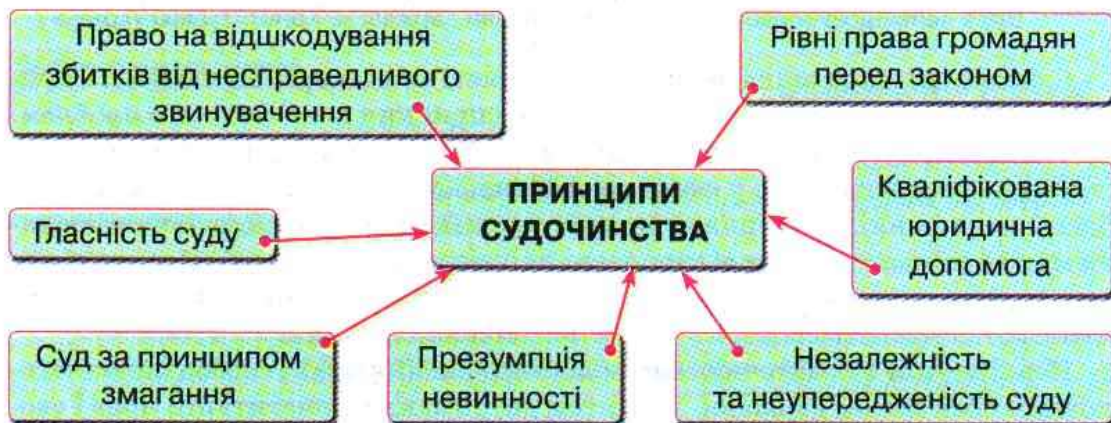 Право на відшкодування
збитків від несправедливого
звинувачення
Рівні права громадян
перед законом
ПРИНЦИПИ
СУДОЧИНСТВА
Кваліфікована
юридична
допомога
Гласність суду
Суд за принципом
змагання
Презумпція
невинності
Незалежність
та неупередженість суду